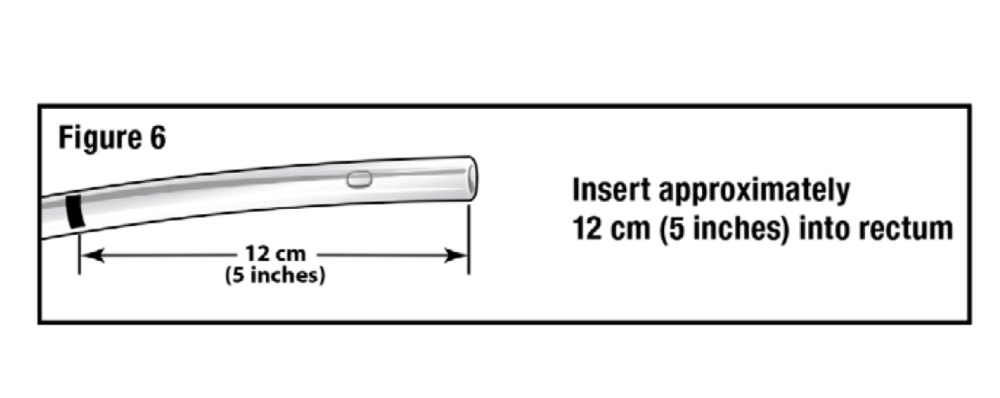 Figure 6
12 cm
(5 inches)
Insert approximately
12 cm (5 inches) into rectum